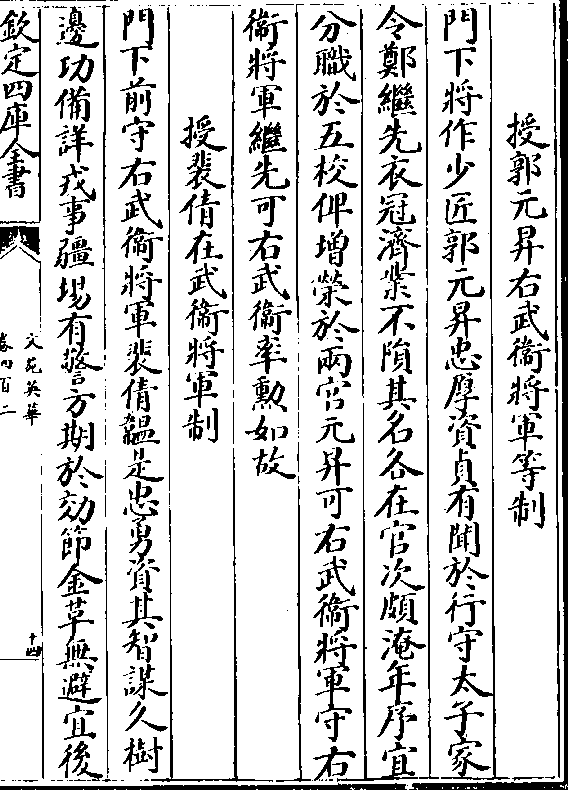 授郭元昇右武衛將軍等制
門下將作少匠郭元昇忠厚資貞有聞於行守太子家
令鄭繼先衣冠濟業不隕其名各在官次頗淹年序宜
分職於五校俾增榮於兩宫元昇可右武衛將軍守右
衛將軍繼先可右武衛率勲如故
授裴倩在武衛將軍制
門下前守右武衛將軍裴倩韞是忠勇資其智謀久樹
邊功備詳戎事疆埸有警方期於効節金草無避宜後
欽定四庫全書
文苑英華
卷四百二
十四